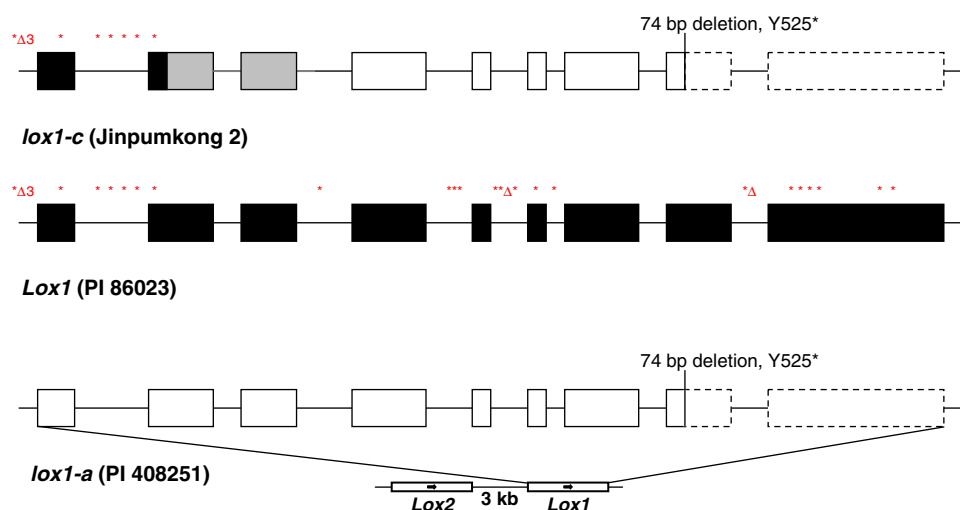 74 bp deletion, Y525*
*Δ3 * * * * * *
lox1-c (Jinpumkong 2)
*Δ3 * * * * * * * *** **Δ* * * *Δ **** * *
Lox1 (PI 86023)
74 bp deletion, Y525*
lox1-a (PI 408251)
Lox2 3 kb Lox1